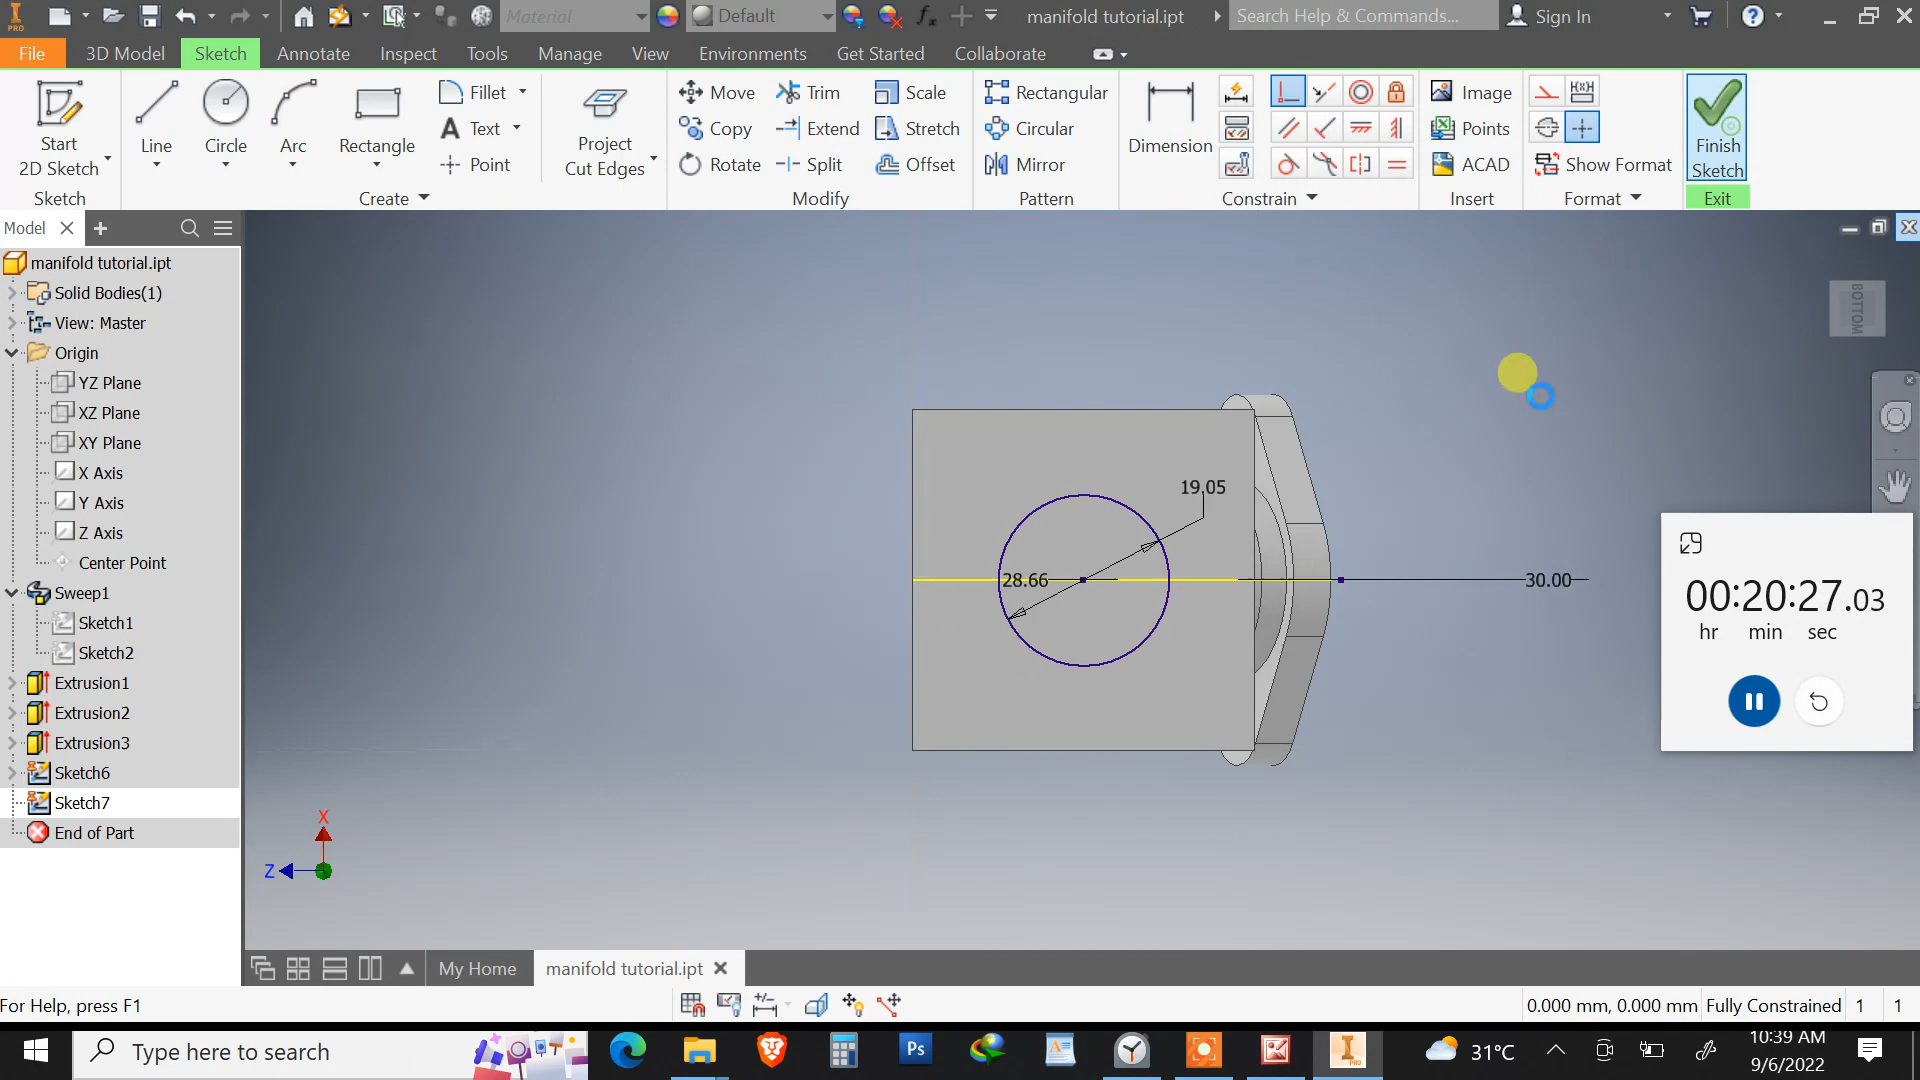 PRO
Material
Default
manifold tutorial.ipt
Search Help & Commands...
Sign In
File
3D Model
Sketch
Annotate
Inspect
Tools
Manage
View
Environments
Get Started
Collaborate
Start
2D Sketch
Line
Circle
Arc
Rectangle
Fillet
Text
Point
Project
Cut Edges
Move
Copy
Rotate
Trim
Extend
Split
Scale
Stretch
Offset
Rectangular
Circular
Mirror
Dimension
Image
Points
ACAD
Show Format
Finish
Sketch
Sketch
Create
Modify
Pattern
Constrain
Insert
Format
Exit
Model
manifold tutorial.ipt
Solid Bodies(1)
View: Master
Origin
YZ Plane
XZ Plane
XY Plane
X Axis
Y Axis
Z Axis
Center Point
Sweep1
Sketch1
Sketch2
Extrusion1
Extrusion2
Extrusion3
Sketch6
Sketch7
End of Part
BOTTOM
19.05
28.66
30.00
X
Z
00:20:27.03
hr min sec
My Home
manifold tutorial.ipt
For Help, press F1
0.000 mm, 0.000 mm
Fully Constrained
1
1
Type here to search
Ps
PRO
31°C
10:39 AM
9/6/2022